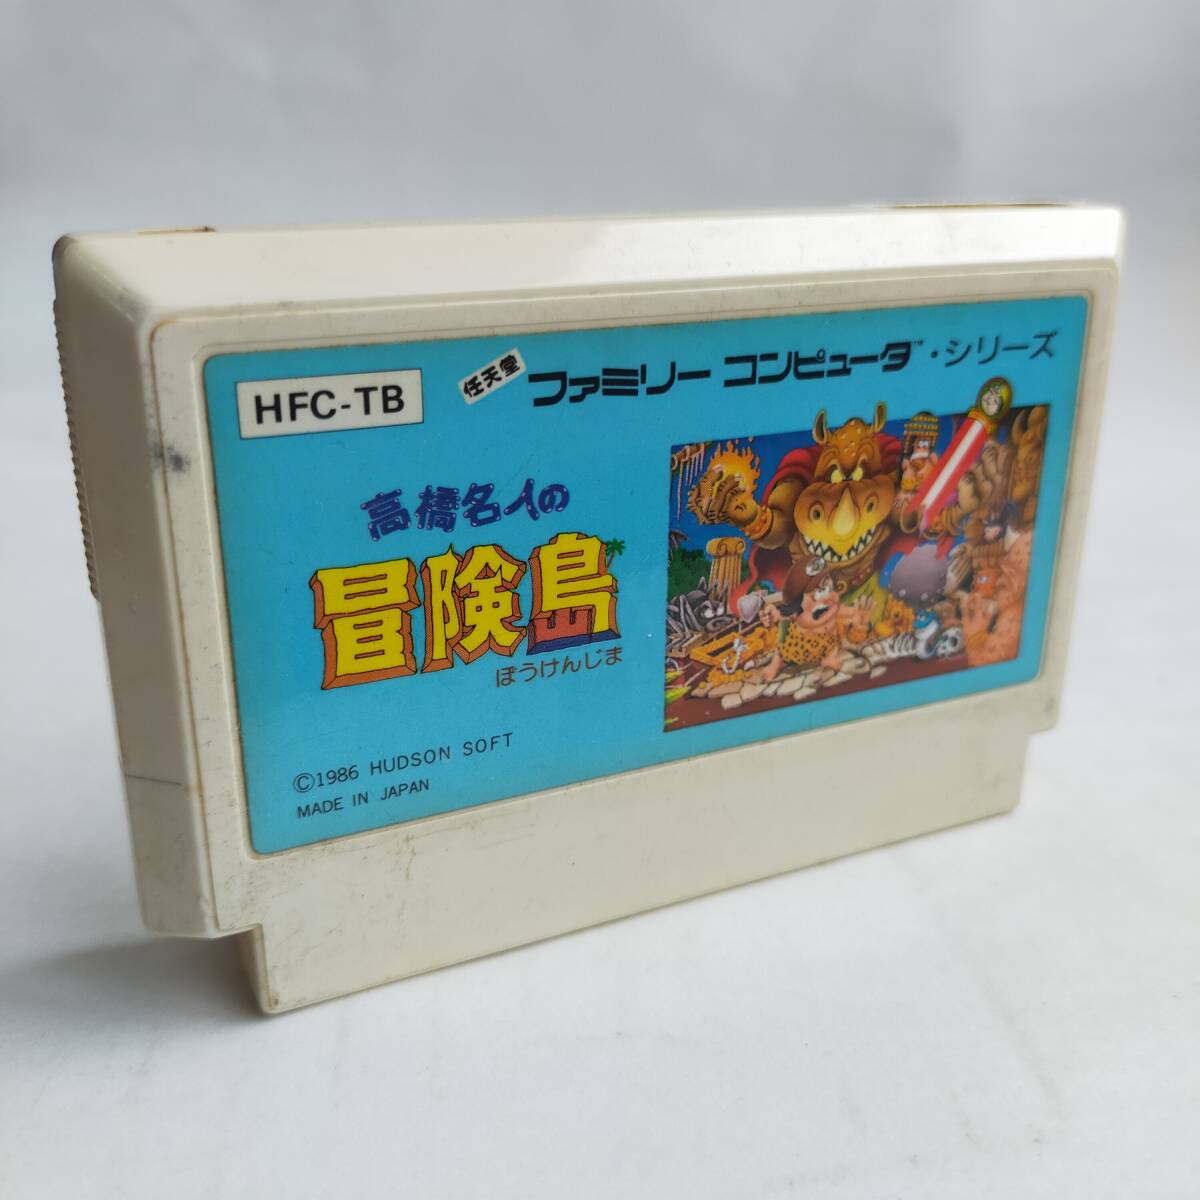 HFC-TB
任天堂 ファミリー コンピュータ・シリーズ
高橋名人の
冒険島
ぼうけんじま
©1986 HUDSON SOFT
MADE IN JAPAN